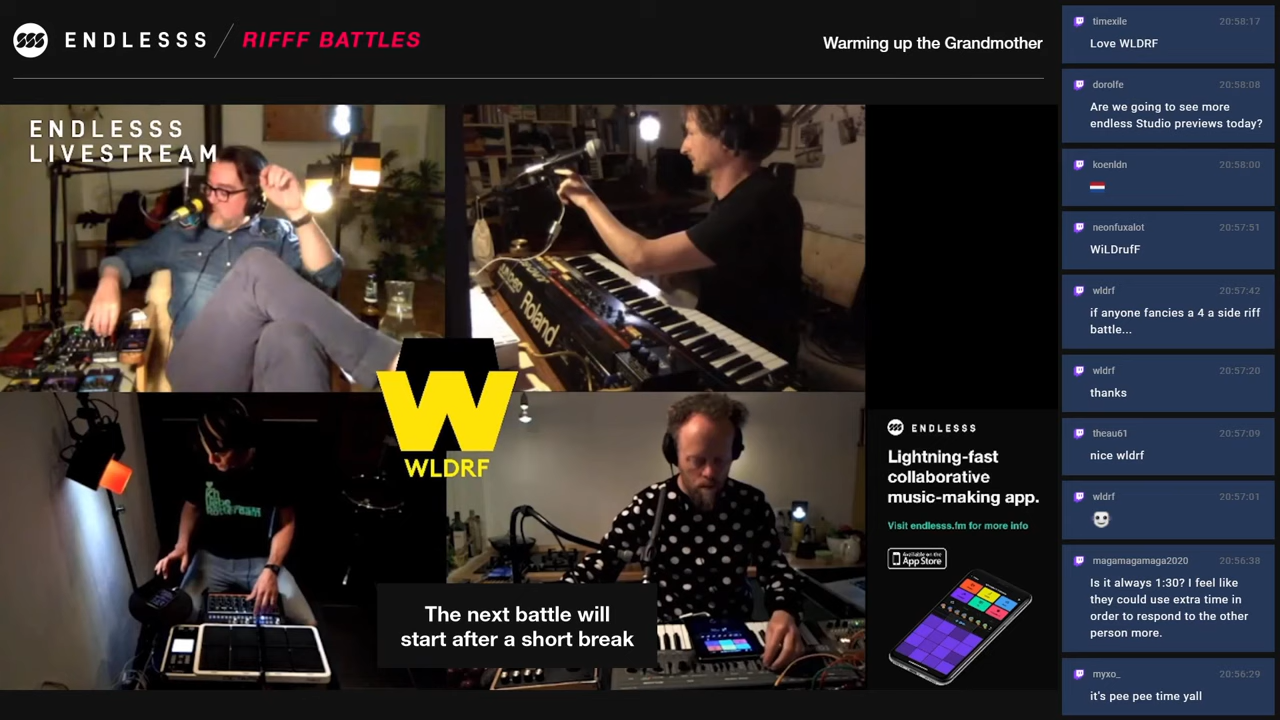 ENDLESSS / RIFFF BATTLES
Warming up the Grandmother
ENDLESSS
LIVESTREAM
Roland
W
WLDRF
The next battle will
start after a short break
ENDLESSS
Lightning-fast
collaborative
music-making app.
Visit endlesss.fm for more info
Available on the
App Store
timexile 20:58:17
Love WLDRF
dorolfe 20:58:08
Are we going to see more
endless Studio previews today?
koenldn 20:58:00
neonfuxalot 20:57:51
WiLDrufF
wldrf 20:57:42
if anyone fancies a 4 a side riff
battle...
wldrf 20:57:20
thanks
theau61 20:57:09
nice wldrf
wldrf 20:57:01
magamagamaga2020 20:56:38
Is it always 1:30? I feel like
they could use extra time in
order to respond to the other
person more.
myxo_ 20:56:29
it's pee pee time yall